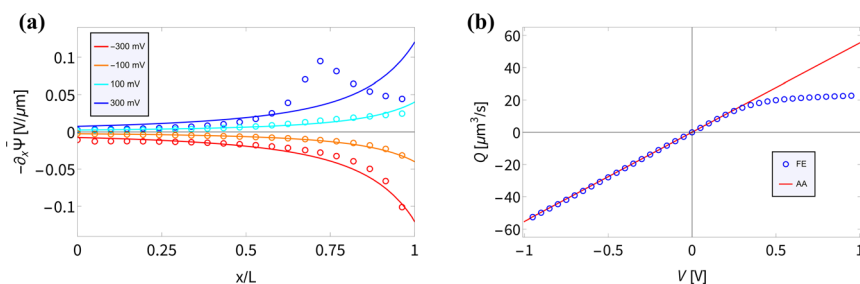 (a)
(b)
−300 mV
−100 mV
100 mV
300 mV
0.1
0.05
0
−0.05
−0.1
−∂ₓΨ̄ [V/μm]
0 0.25 0.5 0.75 1
x/L
60
40
20
0
−20
−40
−60
Q [μm³/s]
FE
AA
−1 −0.5 0 0.5 1
V [V]